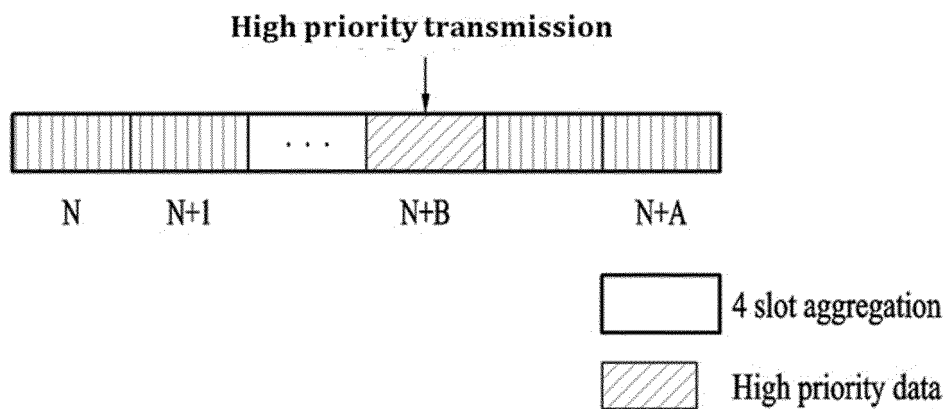 High priority transmission
. . .
N N+1 N+B N+A
4 slot aggregation
High priority data